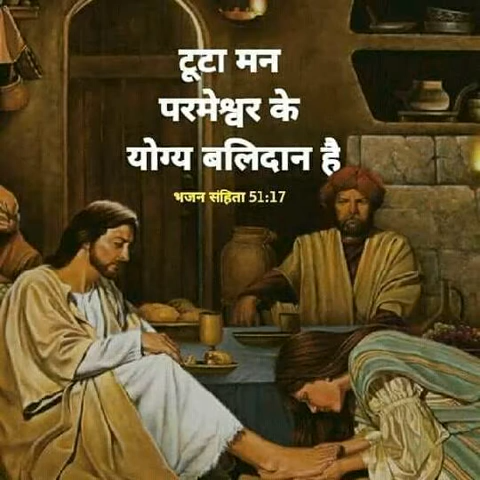 टूटा मन
परमेश्वर के
योग्य बलिदान है
भजन संहिता 51:17